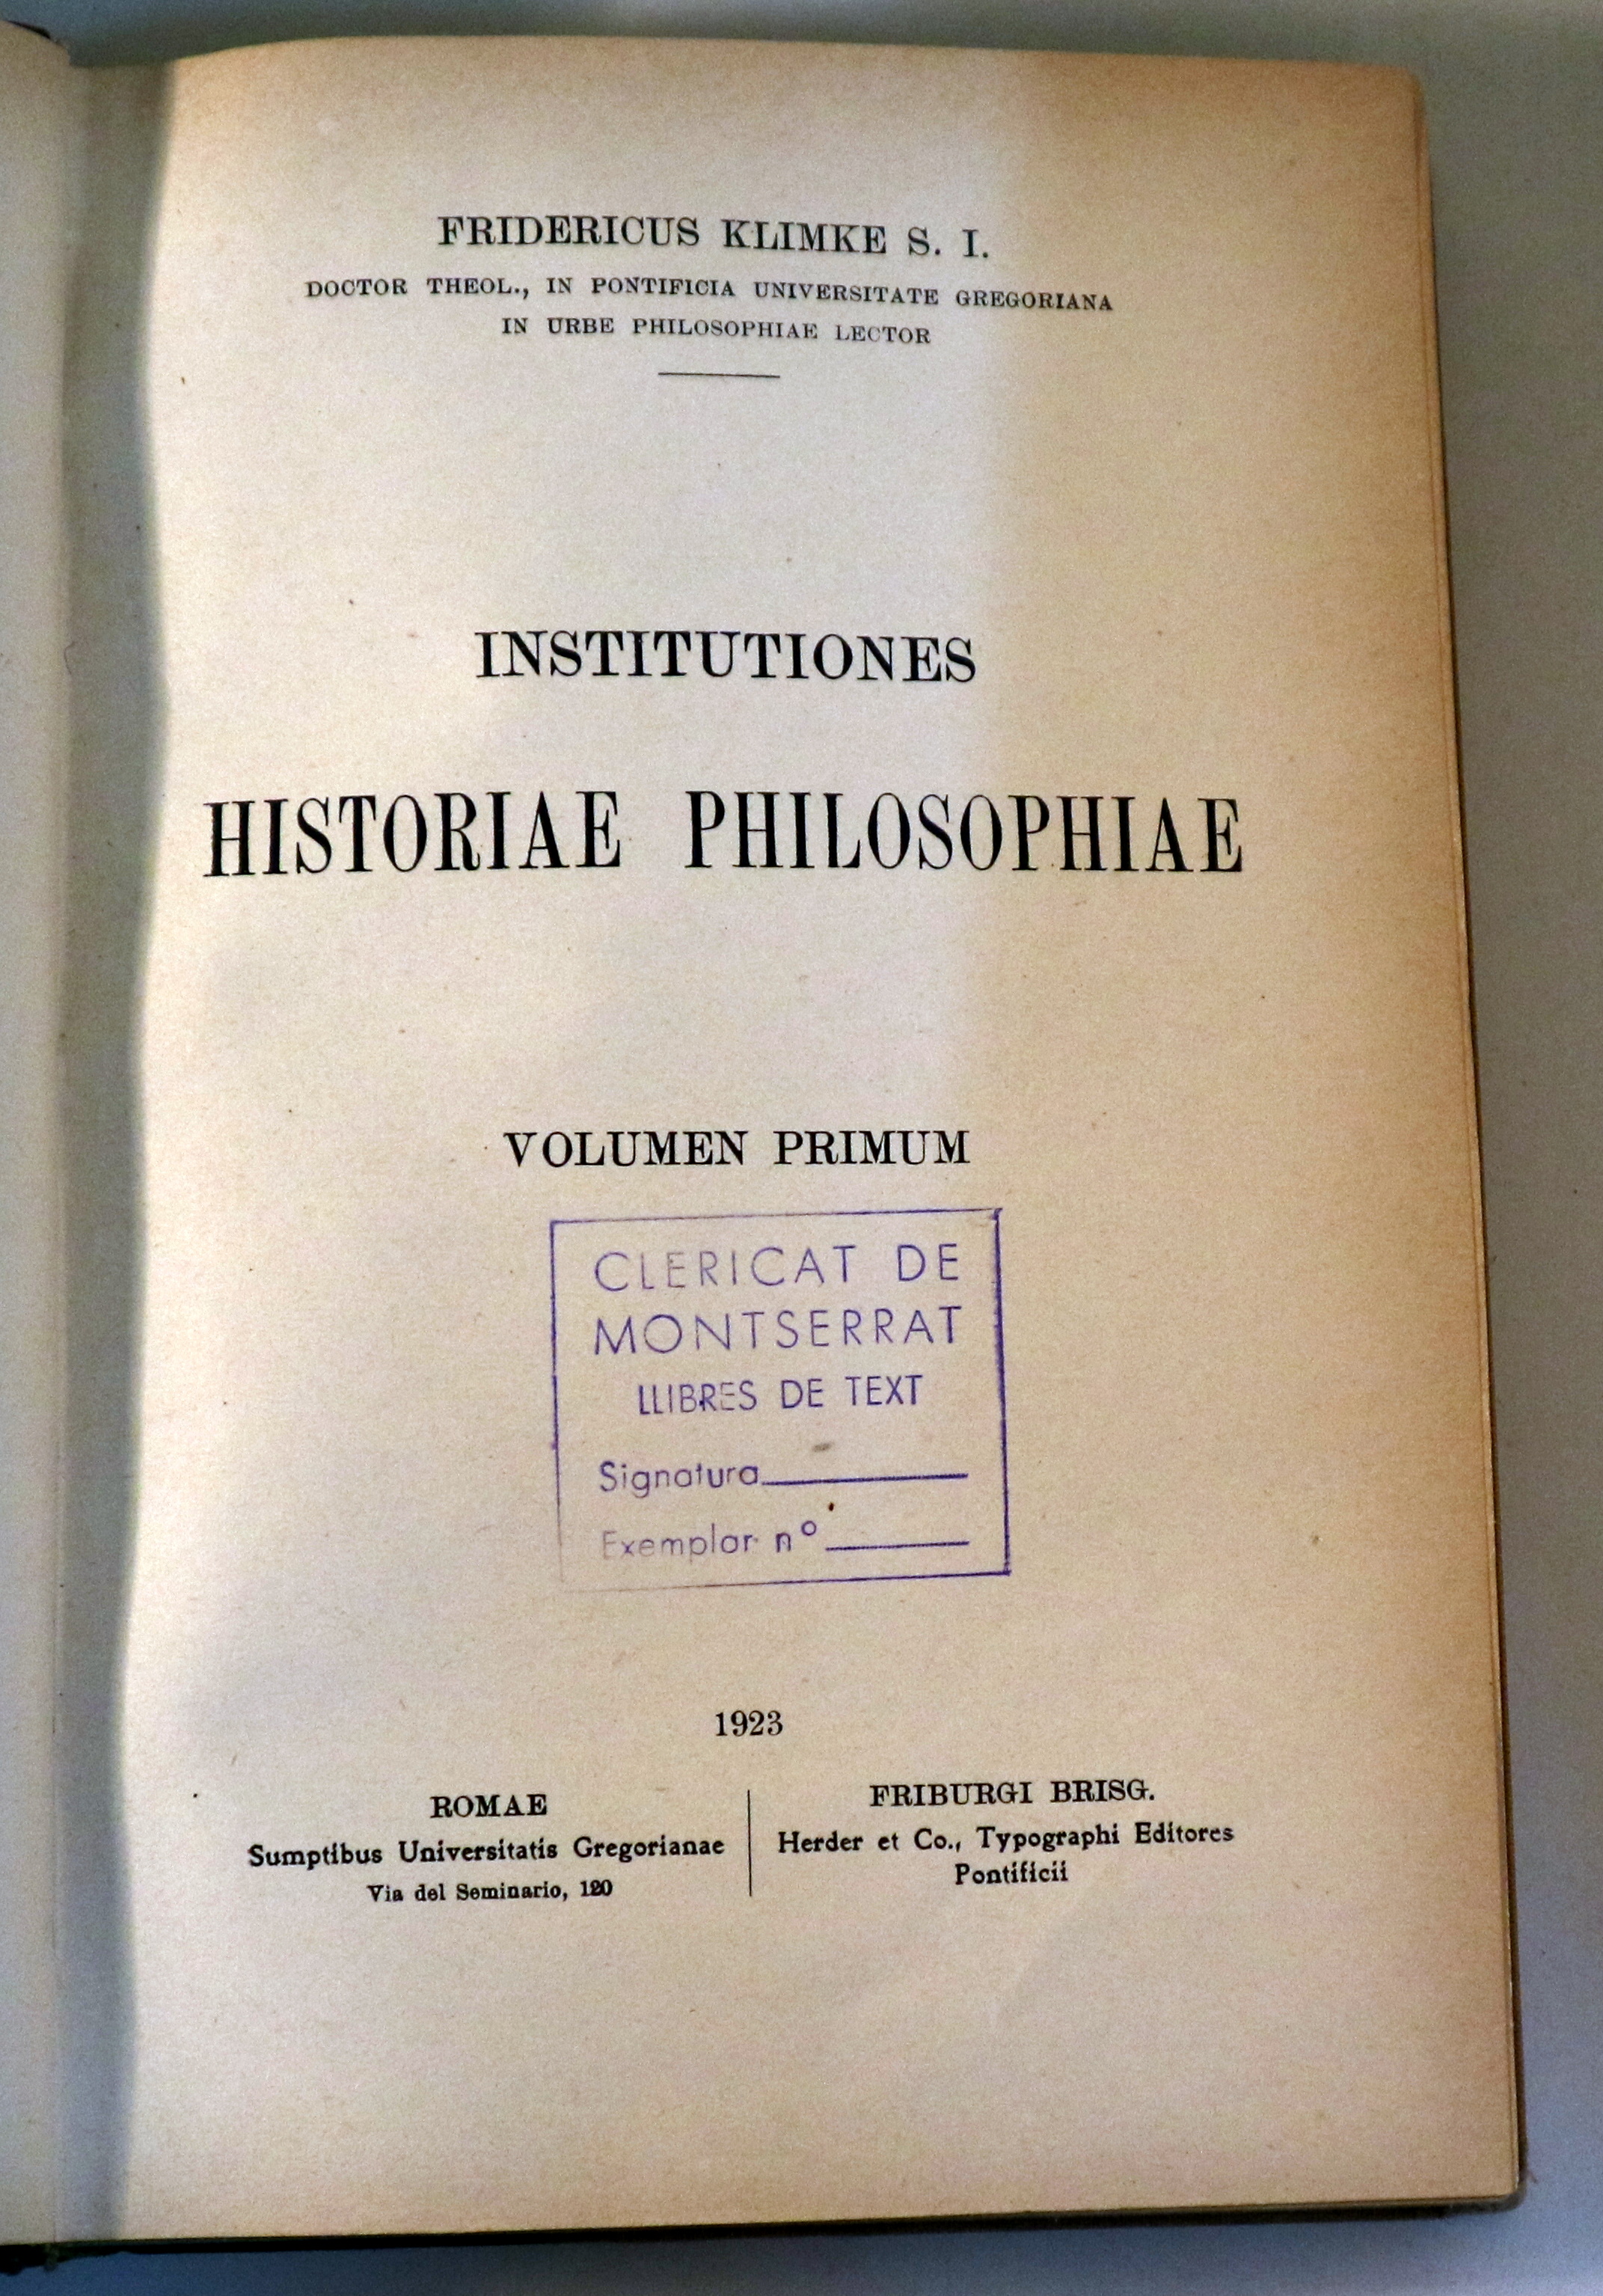 FRIDERICUS KLIMKE S. I.
DOCTOR THEOL., IN PONTIFICIA UNIVERSITATE GREGORIANA
IN URBE PHILOSOPHIAE LECTOR
INSTITUTIONES
HISTORIAE PHILOSOPHIAE
VOLUMEN PRIMUM
CLERICAT DE
MONTSERRAT
LLIBRES DE TEXT
Signatura
Exemplar nº
1923
ROMAE
Sumptibus Universitatis Gregorianae
Via del Seminario, 120
FRIBURGI BRISG.
Herder et Co., Typographi Editores
Pontificii